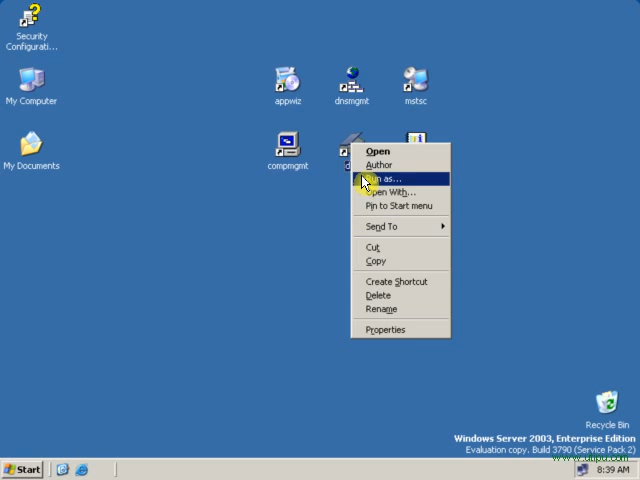 Security
Configurati...
My Computer
appwiz
dnsmgmt
mstsc
My Documents
compmgmt
Open
Author
Run as...
Open With...
Pin to Start menu
Send To
Cut
Copy
Create Shortcut
Delete
Rename
Properties
Recycle Bin
Windows Server 2003, Enterprise Edition
Evaluation copy. Build 3790 (Service Pack 2)
Start
8:39 AM